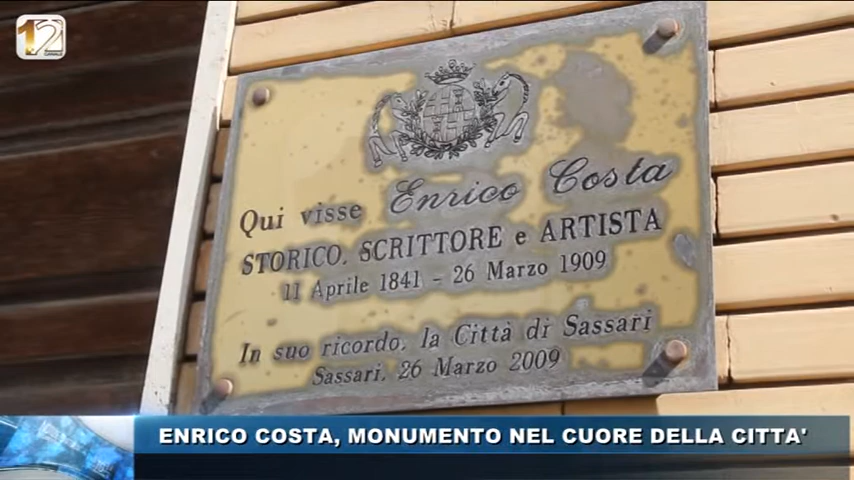 12
Qui visse Enrico Costa
STORICO, SCRITTORE e ARTISTA
11 Aprile 1841 - 26 Marzo 1909
In suo ricordo, la Città di Sassari
Sassari, 26 Marzo 2009
ENRICO COSTA, MONUMENTO NEL CUORE DELLA CITTA'